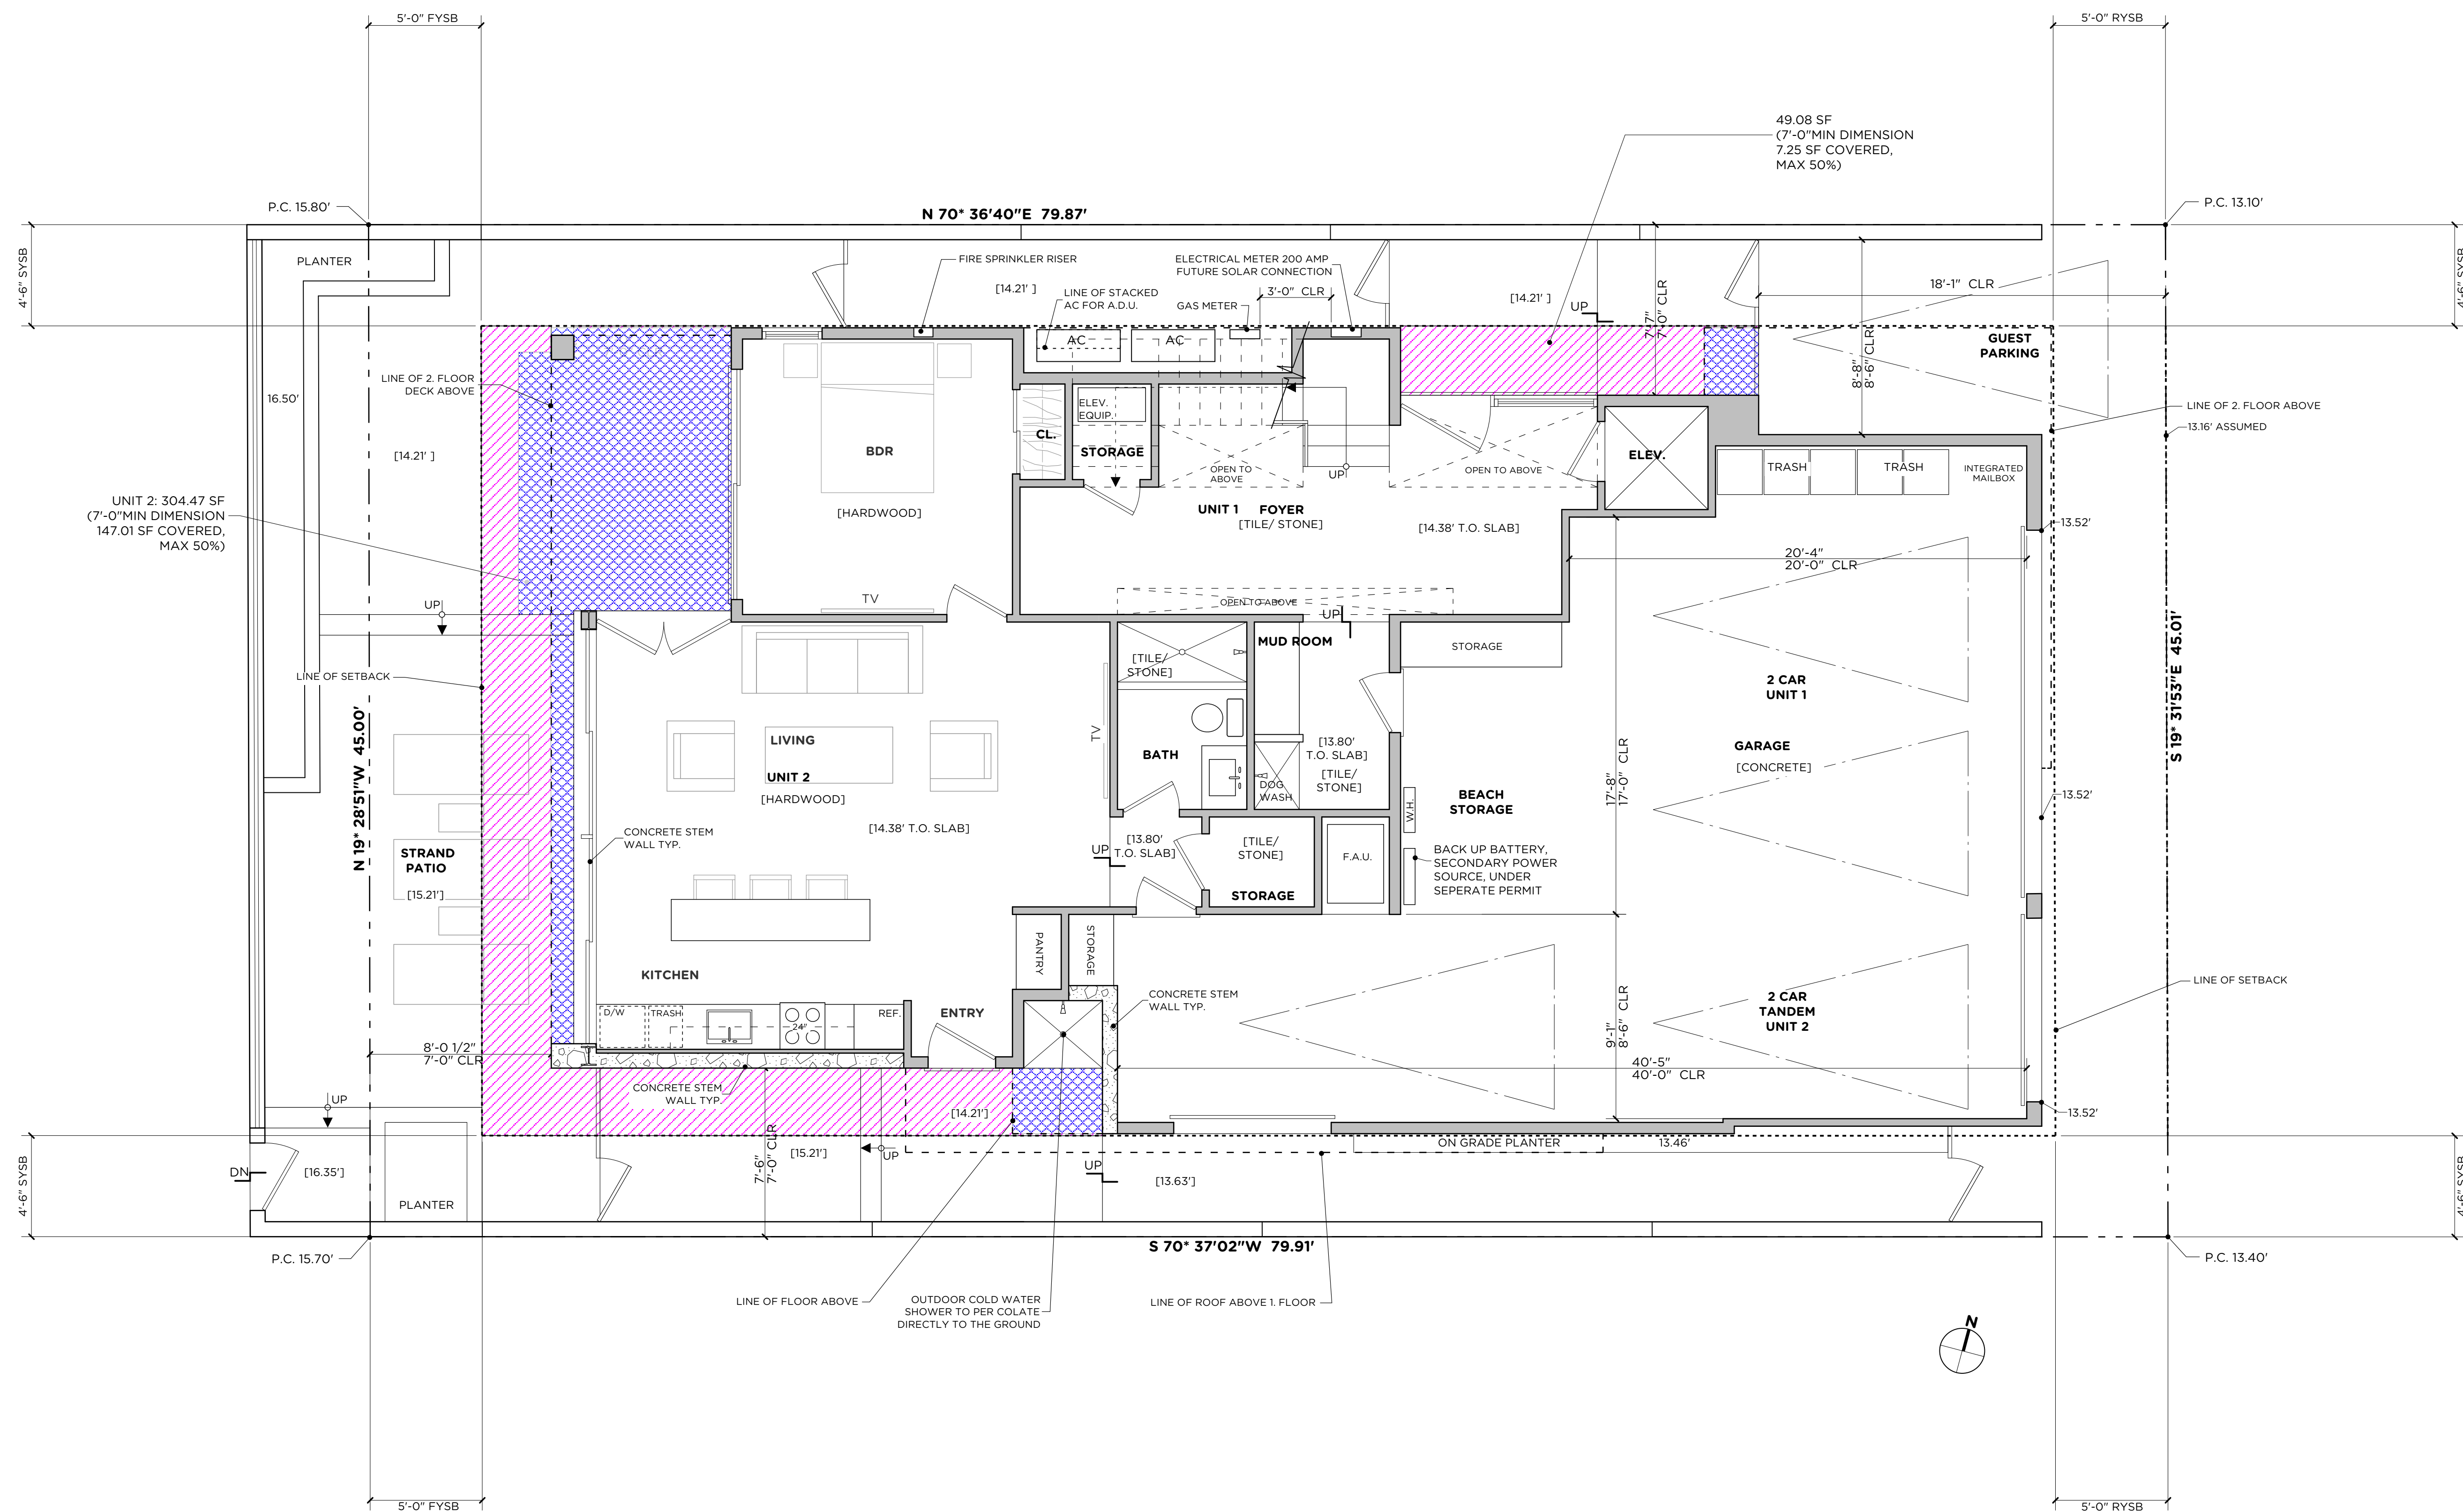 5'-0" FYSB
5'-0" RYSB
49.08 SF
(7'-0"MIN DIMENSION
7.25 SF COVERED,
MAX 50%)
P.C. 15.80'
N 70* 36'40"E  79.87'
P.C. 13.10'
4'-6" SYSB
4'-6" SYSB
PLANTER
FIRE SPRINKLER RISER
ELECTRICAL METER 200 AMP
FUTURE SOLAR CONNECTION
[14.21' ]
LINE OF STACKED
AC FOR A.D.U.
GAS METER
3'-0"  CLR
[14.21' ]
UP
7'-7"
7'-0" CLR
18'-1"  CLR
8'-8"
8'-6" CLR
GUEST
PARKING
AC
AC
LINE OF 2. FLOOR
DECK ABOVE
16.50'
[14.21' ]
ELEV.
EQUIP.
CL.
STORAGE
BDR
[HARDWOOD]
OPEN TO
ABOVE
UP
OPEN TO ABOVE
ELEV.
TRASH
TRASH
INTEGRATED
MAILBOX
LINE OF 2. FLOOR ABOVE
13.16' ASSUMED
UNIT 2: 304.47 SF
(7'-0"MIN DIMENSION
147.01 SF COVERED,
MAX 50%)
UNIT 1   FOYER
[TILE/ STONE]
[14.38' T.O. SLAB]
13.52'
20'-4"
20'-0"  CLR
TV
OPEN TO ABOVE
UP
UP
MUD ROOM
STORAGE
[TILE/
STONE]
LINE OF SETBACK
N 19* 28'51"W  45.00'
S 19* 31'53"E  45.01'
2 CAR
UNIT 1
LIVING
UNIT 2
[HARDWOOD]
TV
BATH
[13.80'
T.O. SLAB]
[TILE/
STONE]
DOG
WASH
GARAGE
[CONCRETE]
17'-8"
17'-0"  CLR
BEACH
STORAGE
W.H.
13.52'
CONCRETE STEM
WALL TYP.
[14.38' T.O. SLAB]
UP
[13.80'
T.O. SLAB]
[TILE/
STONE]
STORAGE
F.A.U.
BACK UP BATTERY,
SECONDARY POWER
SOURCE, UNDER
SEPERATE PERMIT
STRAND
PATIO
[15.21']
KITCHEN
PANTRY
STORAGE
LINE OF SETBACK
CONCRETE STEM
WALL TYP.
2 CAR
TANDEM
UNIT 2
D/W
TRASH
24"
REF.
ENTRY
9'-1"
8'-6"  CLR
8'-0 1/2"
7'-0" CLR
40'-5"
40'-0"  CLR
CONCRETE STEM
WALL TYP.
UP
[14.21']
13.52'
4'-6" SYSB
4'-6" SYSB
DN
[16.35']
PLANTER
7'-6"
7'-0" CLR
[15.21']
UP
UP
[13.63']
ON GRADE PLANTER
13.46'
P.C. 15.70'
S 70* 37'02"W  79.91'
P.C. 13.40'
LINE OF FLOOR ABOVE
OUTDOOR COLD WATER
SHOWER TO PER COLATE
DIRECTLY TO THE GROUND
LINE OF ROOF ABOVE 1. FLOOR
N
5'-0" FYSB
5'-0" RYSB